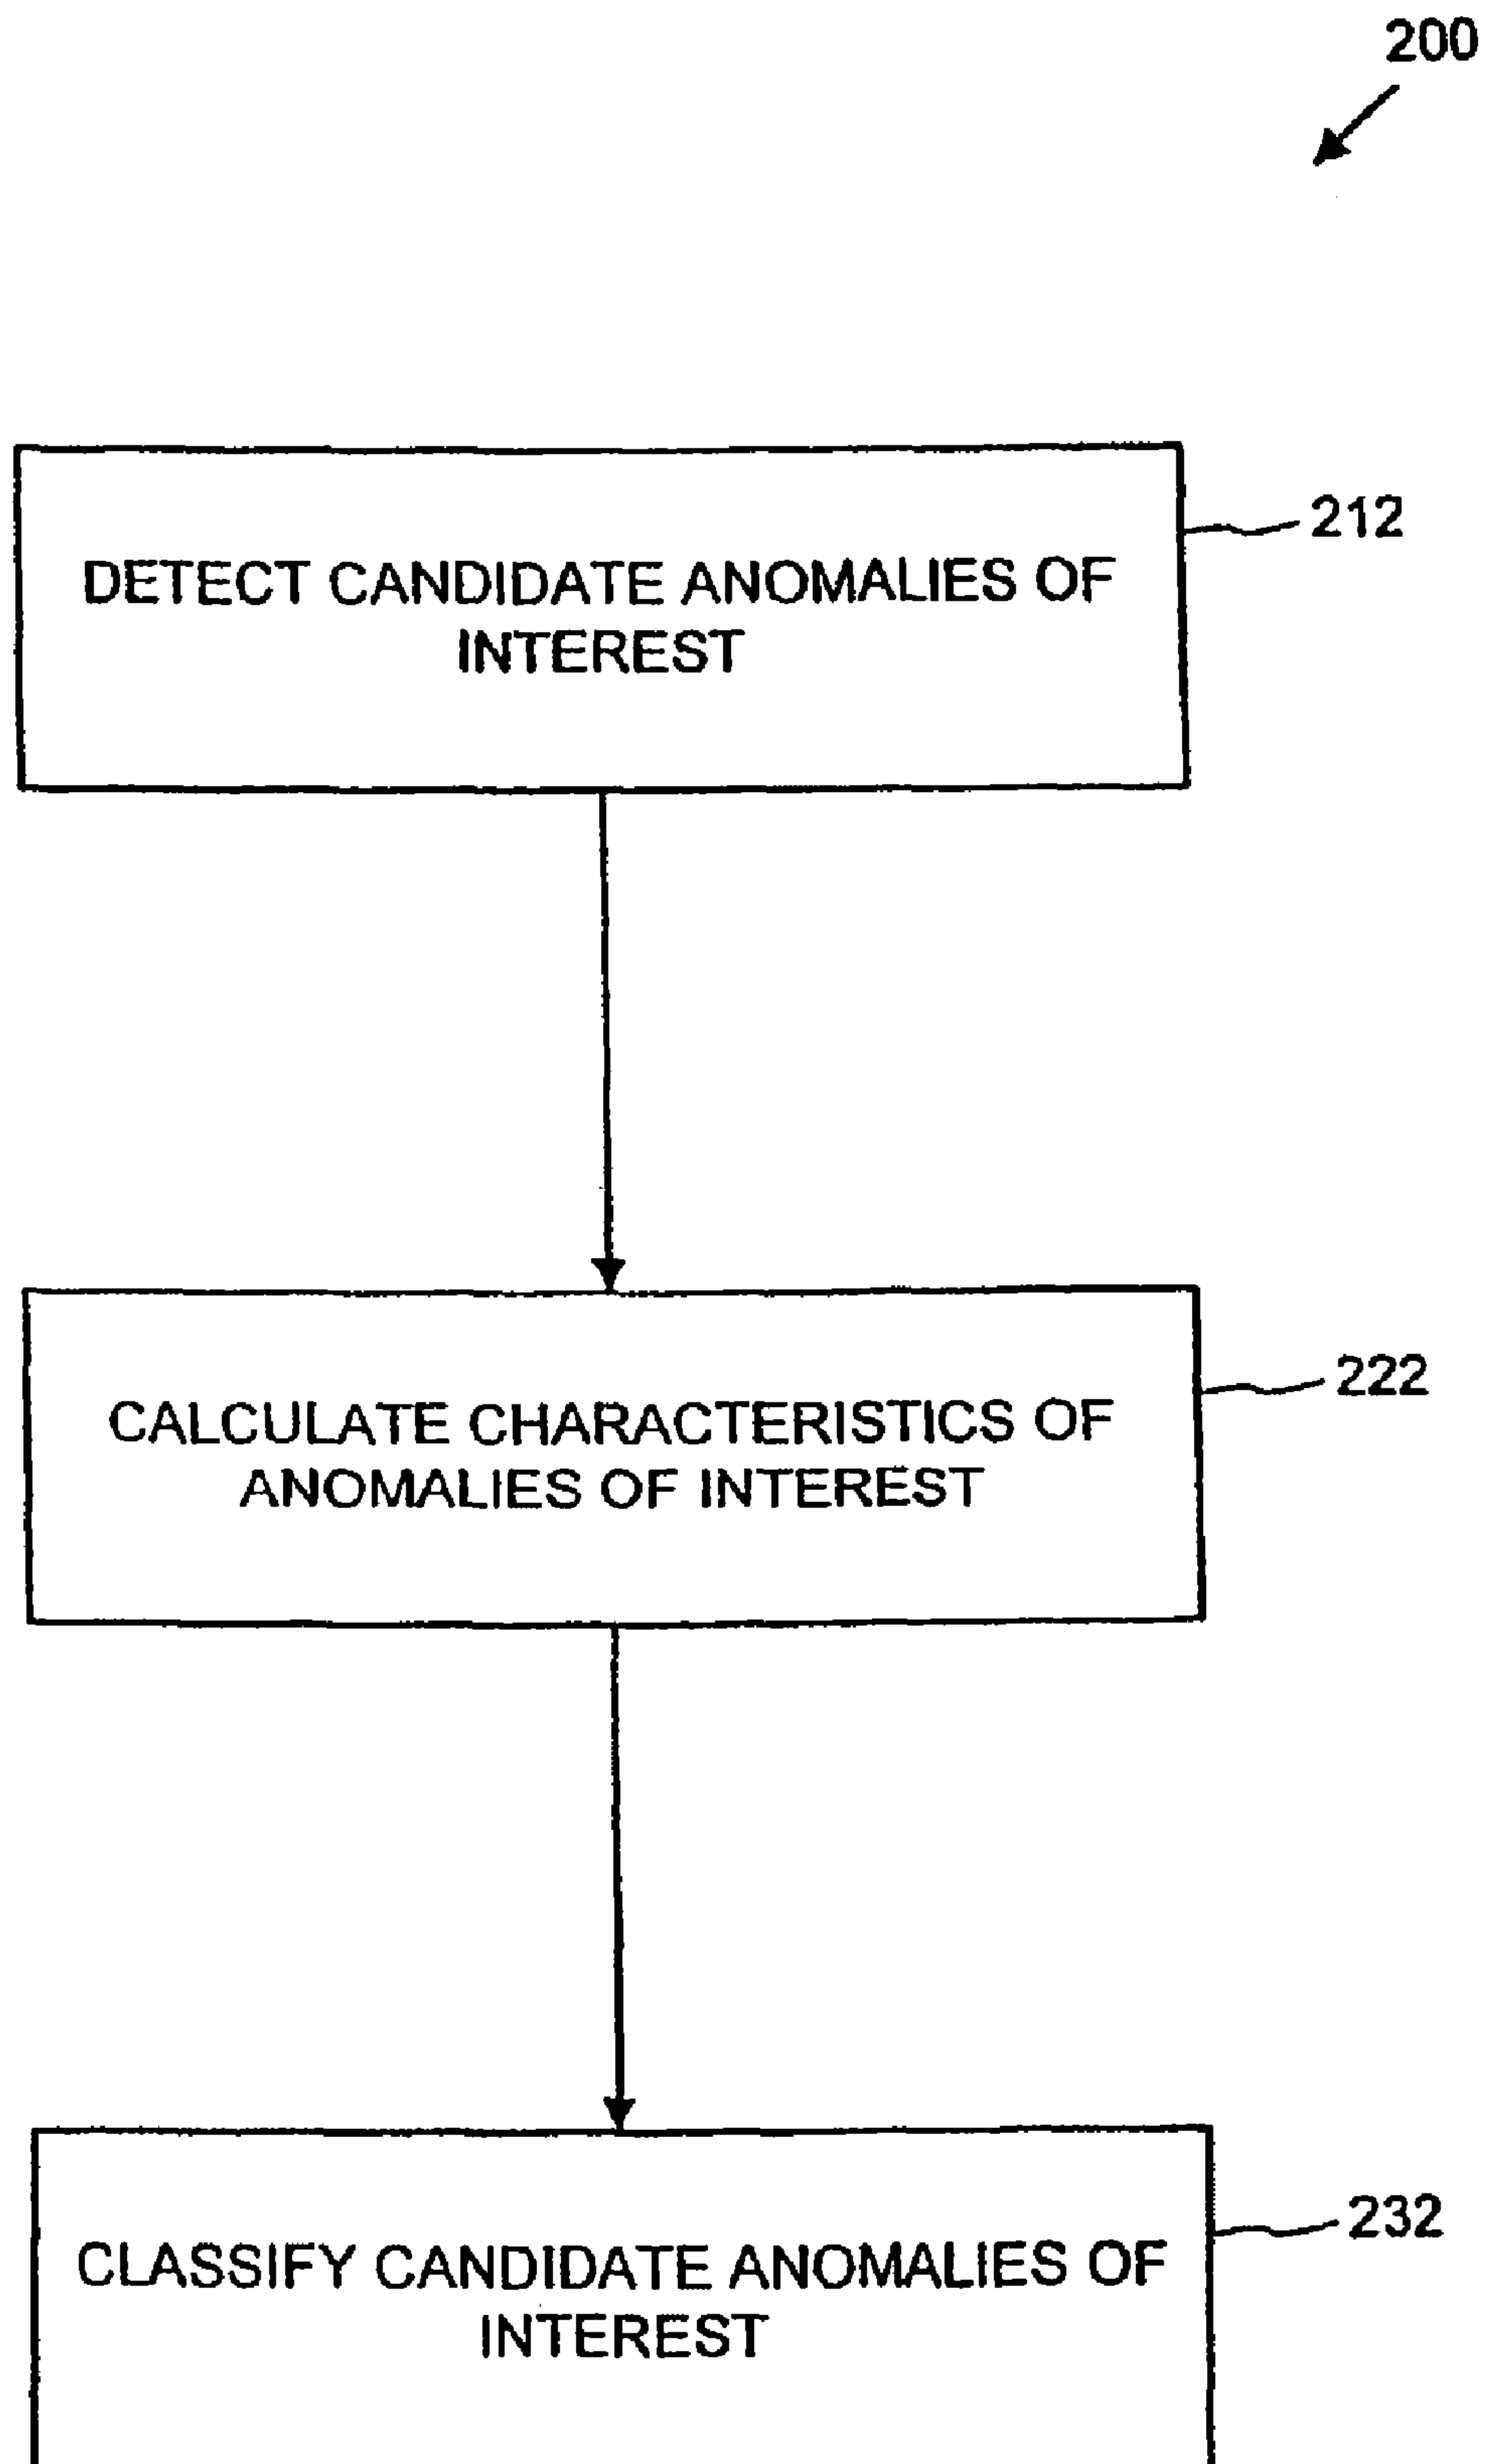 200
DETECT CANDIDATE ANOMALIES OF
INTEREST
212
CALCULATE CHARACTERISTICS OF
ANOMALIES OF INTEREST
222
CLASSIFY CANDIDATE ANOMALIES OF
INTEREST
232